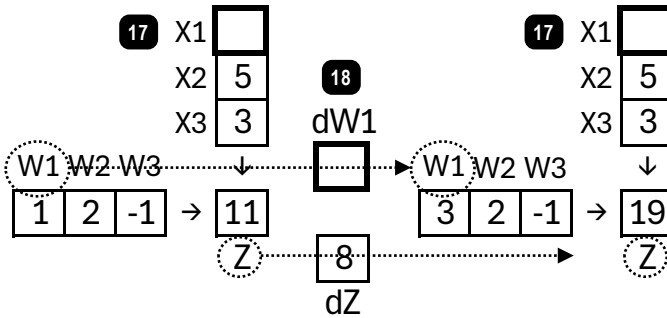 17 X1 17 X1
X2 5 18 X2 5
X3 3 dW1 X3 3
W1 W2 W3 ↓ W1 W2 W3 ↓
1 2 -1 → 11 3 2 -1 → 19
Z 8 Z
dZ